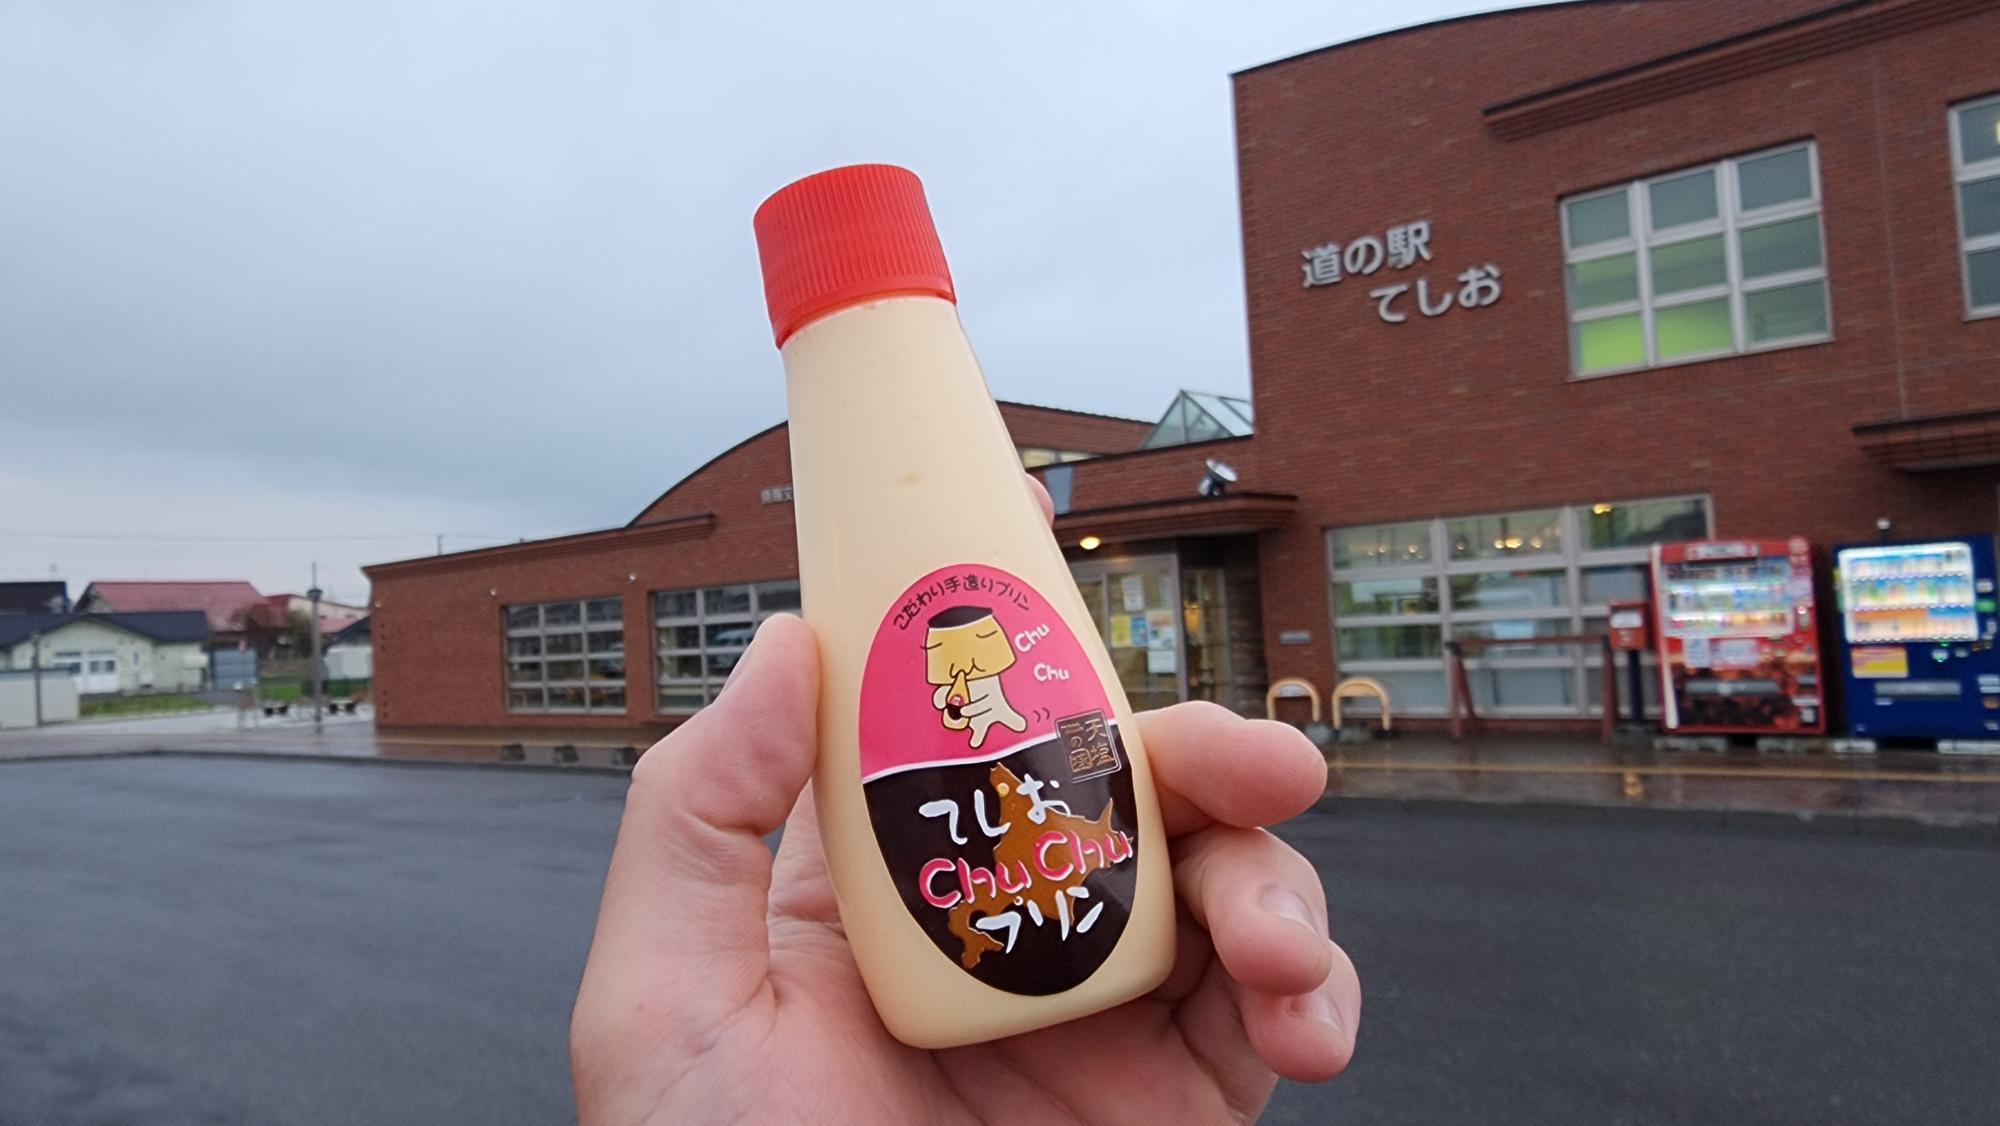 道の駅
てしお
こだわり手造りプリン
Chu
Chu
天塩
の国
てしお
Chu Chu
プリン